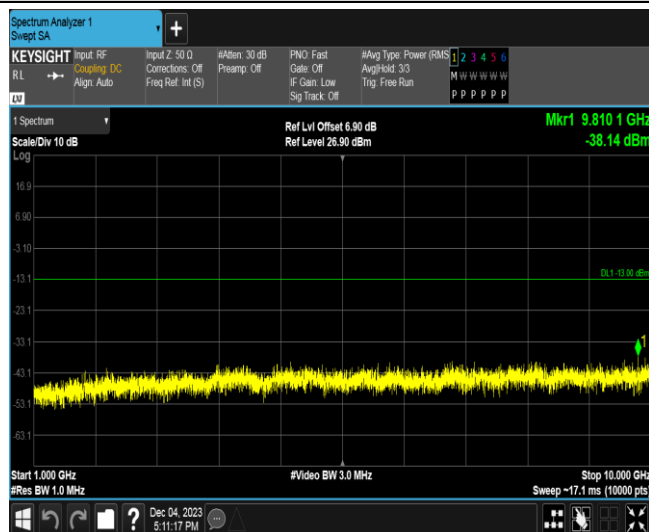 Spectrum Analyzer 1
Swept SA
+
KEYSIGHT
RL
LXI
Input: RF
Coupling: DC
Align: Auto
Input Z: 50 Ω
Corrections: Off
Freq Ref: Int (S)
#Atten: 30 dB
Preamp: Off
PNO: Fast
Gate: Off
IF Gain: Low
Sig Track: Off
#Avg Type: Power (RMS
Avg|Hold: 3/3
Trig: Free Run
1 2 3 4 5 6
M W W W W W
P P P P P P
1 Spectrum
Scale/Div 10 dB
Log
Ref Lvl Offset 6.90 dB
Ref Level 26.90 dBm
Mkr1 9.810 1 GHz
-38.14 dBm
16.9
6.90
-3.10
-13.1
DL1 -13.00 dBm
-23.1
-33.1
1
-43.1
-53.1
-63.1
Start 1.000 GHz
#Res BW 1.0 MHz
#Video BW 3.0 MHz
Stop 10.000 GHz
Sweep ~17.1 ms (10000 pts)
?
Dec 04, 2023
5:11:17 PM